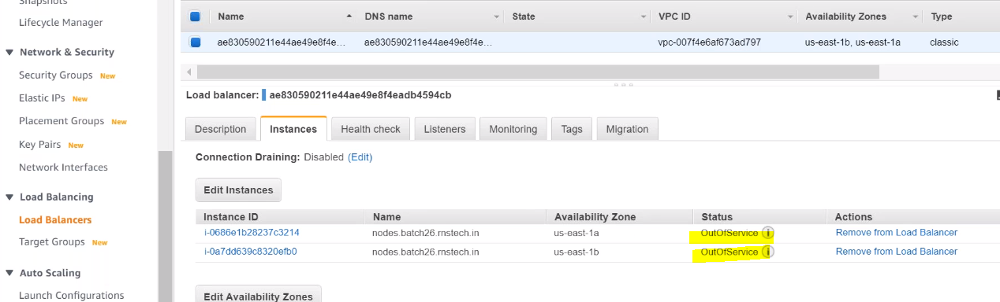 Snapshots
Lifecycle Manager
Network & Security
Security Groups New
Elastic IPs New
Placement Groups New
Key Pairs New
Network Interfaces
Load Balancing
Load Balancers
Target Groups New
Auto Scaling
Launch Configurations
Name DNS name State VPC ID Availability Zones Type
ae830590211e44ae49e8f4e... ae830590211e44ae49e8f4e... vpc-007f4e6af673ad797 us-east-1b, us-east-1a classic
Load balancer: ae830590211e44ae49e8f4eadb4594cb
Description Instances Health check Listeners Monitoring Tags Migration
Connection Draining: Disabled (Edit)
Edit Instances
Instance ID Name Availability Zone Status Actions
i-0686e1b28237c3214 nodes.batch26.rnstech.in us-east-1a OutOfService i Remove from Load Balancer
i-0a7dd639c8320efb0 nodes.batch26.rnstech.in us-east-1b OutOfService i Remove from Load Balancer
Edit Availability Zones